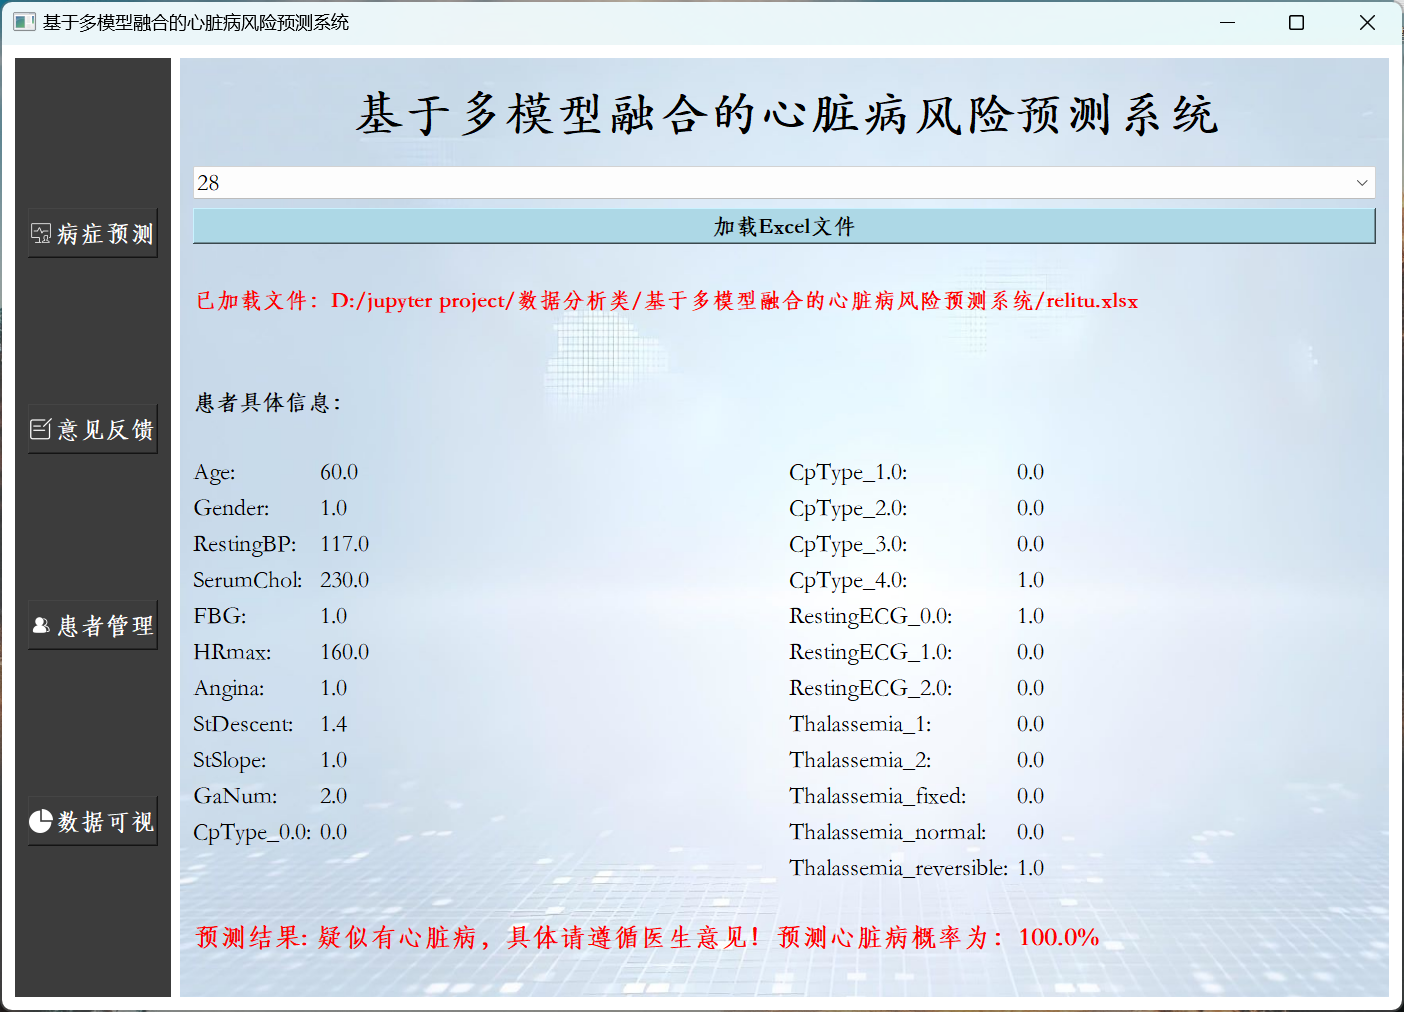 基于多模型融合的心脏病风险预测系统
基于多模型融合的心脏病风险预测系统
28
加载Excel文件
病症预测
意见反馈
患者管理
数据可视
已加载文件：D:/jupyter project/数据分析类/基于多模型融合的心脏病风险预测系统/relitu.xlsx
患者具体信息：
Age: 60.0
Gender: 1.0
RestingBP: 117.0
SerumChol: 230.0
FBG: 1.0
HRmax: 160.0
Angina: 1.0
StDescent: 1.4
StSlope: 1.0
GaNum: 2.0
CpType_0.0: 0.0
CpType_1.0: 0.0
CpType_2.0: 0.0
CpType_3.0: 0.0
CpType_4.0: 1.0
RestingECG_0.0: 1.0
RestingECG_1.0: 0.0
RestingECG_2.0: 0.0
Thalassemia_1: 0.0
Thalassemia_2: 0.0
Thalassemia_fixed: 0.0
Thalassemia_normal: 0.0
Thalassemia_reversible: 1.0
预测结果: 疑似有心脏病，具体请遵循医生意见！预测心脏病概率为：100.0%